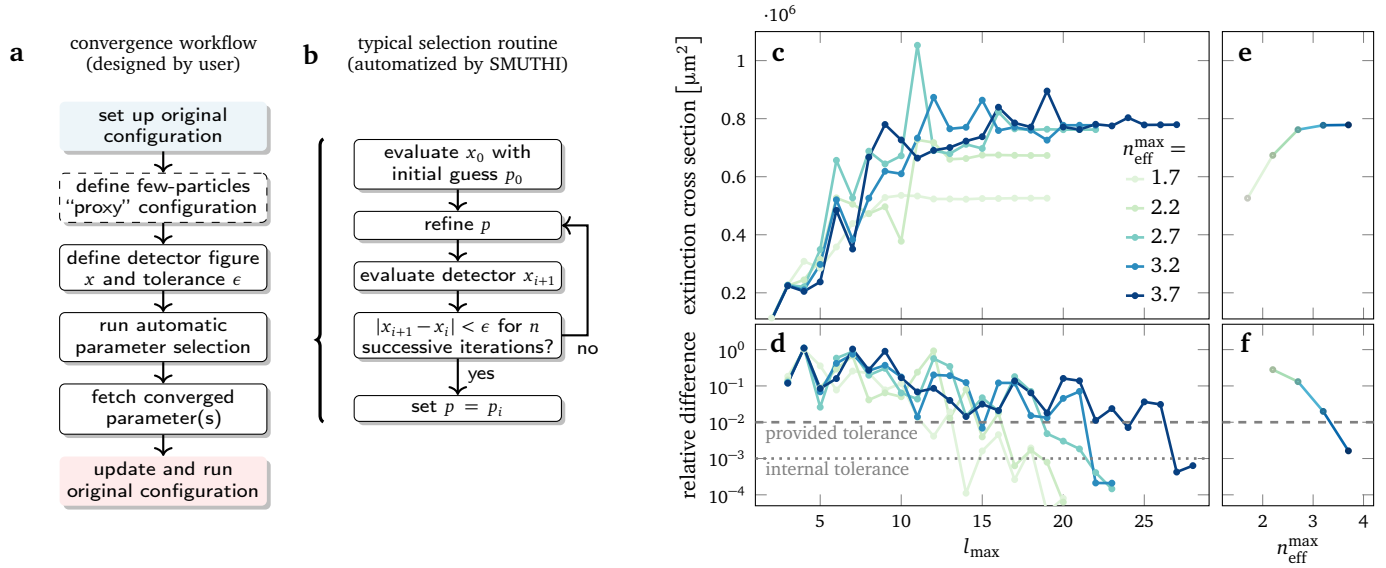 a
convergence workflow
(designed by user)
set up original
configuration
define few-particles
“proxy” configuration
define detector figure
x and tolerance ϵ
run automatic
parameter selection
fetch converged
parameter(s)
update and run
original configuration
b
typical selection routine
(automatized by SMUTHI)
evaluate x₀ with
initial guess p₀
refine p
evaluate detector xᵢ₊₁
|xᵢ₊₁ − xᵢ| < ϵ for n
successive iterations?
no
yes
set p = pᵢ
·10⁶
c
extinction cross section [µm²]
1
0.8
0.6
0.4
0.2
n_eff^max =
1.7
2.2
2.7
3.2
3.7
e
d
relative difference
10⁰
10⁻¹
10⁻²
10⁻³
10⁻⁴
provided tolerance
internal tolerance
5 10 15 20 25
l_max
f
2 3 4
n_eff^max